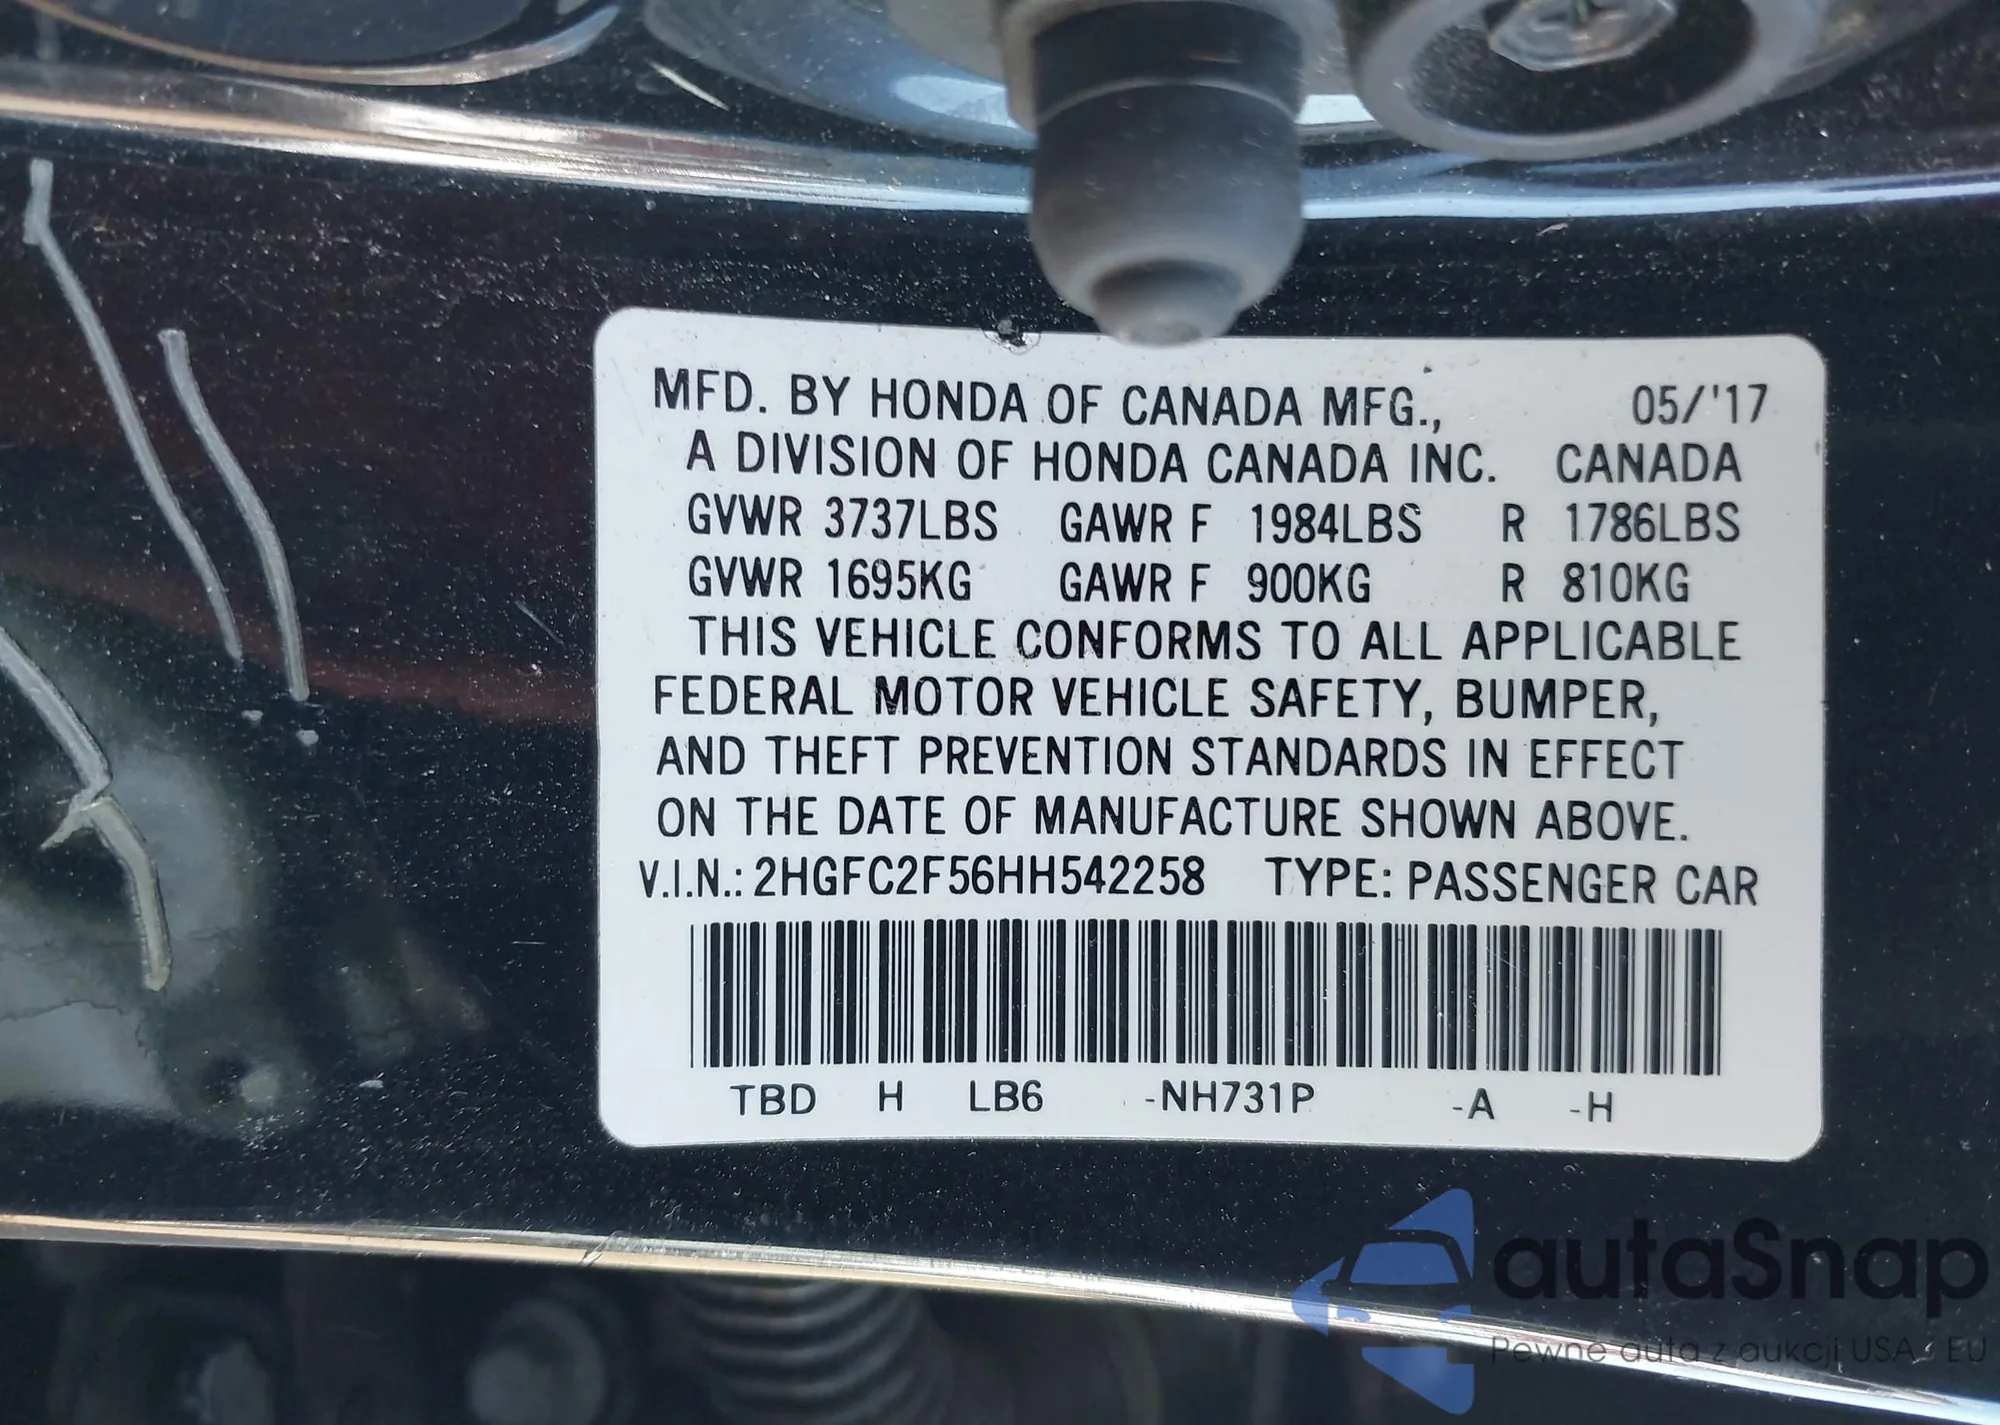 MFD. BY HONDA OF CANADA MFG., 05/'17
A DIVISION OF HONDA CANADA INC. CANADA
GVWR 3737LBS GAWR F 1984LBS R 1786LBS
GVWR 1695KG GAWR F 900KG R 810KG
THIS VEHICLE CONFORMS TO ALL APPLICABLE
FEDERAL MOTOR VEHICLE SAFETY, BUMPER,
AND THEFT PREVENTION STANDARDS IN EFFECT
ON THE DATE OF MANUFACTURE SHOWN ABOVE.
V.I.N.: 2HGFC2F56HH542258 TYPE: PASSENGER CAR
TBD H LB6 -NH731P -A -H
autaSnap
Pewne auta z aukcji USA i EU